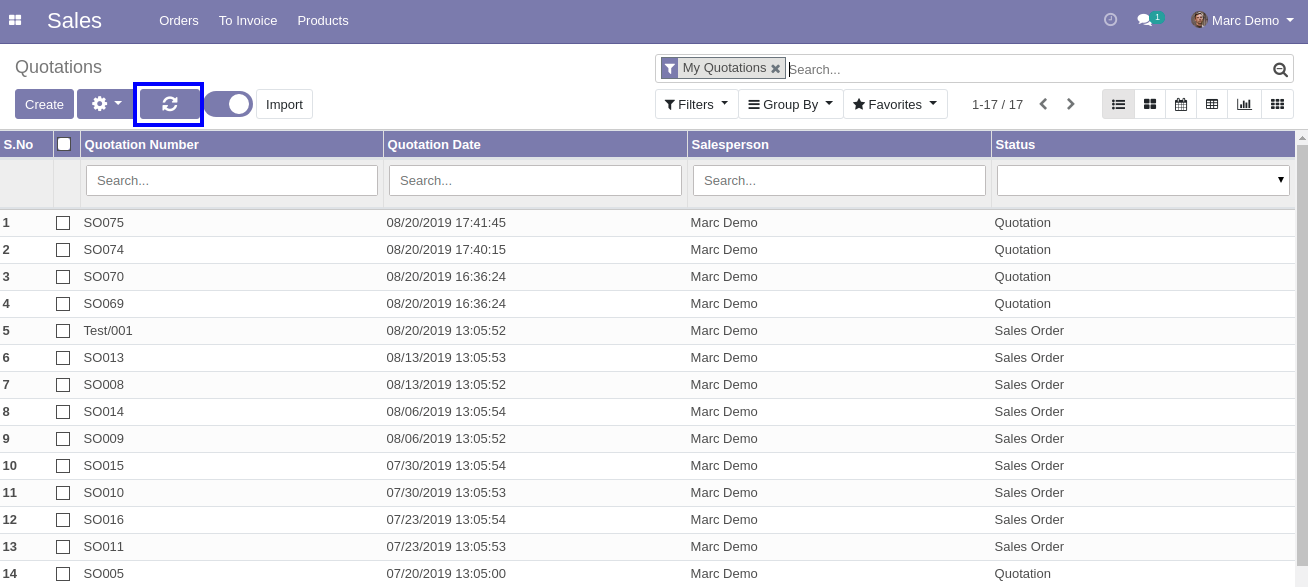 Sales Orders To Invoice Products 1 Marc Demo
Quotations My Quotations Search...
Create Import Filters Group By Favorites 1-17 / 17
S.No Quotation Number Quotation Date Salesperson Status
Search... Search... Search...
1 SO075 08/20/2019 17:41:45 Marc Demo Quotation
2 SO074 08/20/2019 17:40:15 Marc Demo Quotation
3 SO070 08/20/2019 16:36:24 Marc Demo Quotation
4 SO069 08/20/2019 16:36:24 Marc Demo Quotation
5 Test/001 08/20/2019 13:05:52 Marc Demo Sales Order
6 SO013 08/13/2019 13:05:53 Marc Demo Sales Order
7 SO008 08/13/2019 13:05:52 Marc Demo Sales Order
8 SO014 08/06/2019 13:05:54 Marc Demo Sales Order
9 SO009 08/06/2019 13:05:52 Marc Demo Sales Order
10 SO015 07/30/2019 13:05:54 Marc Demo Sales Order
11 SO010 07/30/2019 13:05:53 Marc Demo Sales Order
12 SO016 07/23/2019 13:05:54 Marc Demo Sales Order
13 SO011 07/23/2019 13:05:53 Marc Demo Sales Order
14 SO005 07/20/2019 13:05:00 Marc Demo Quotation